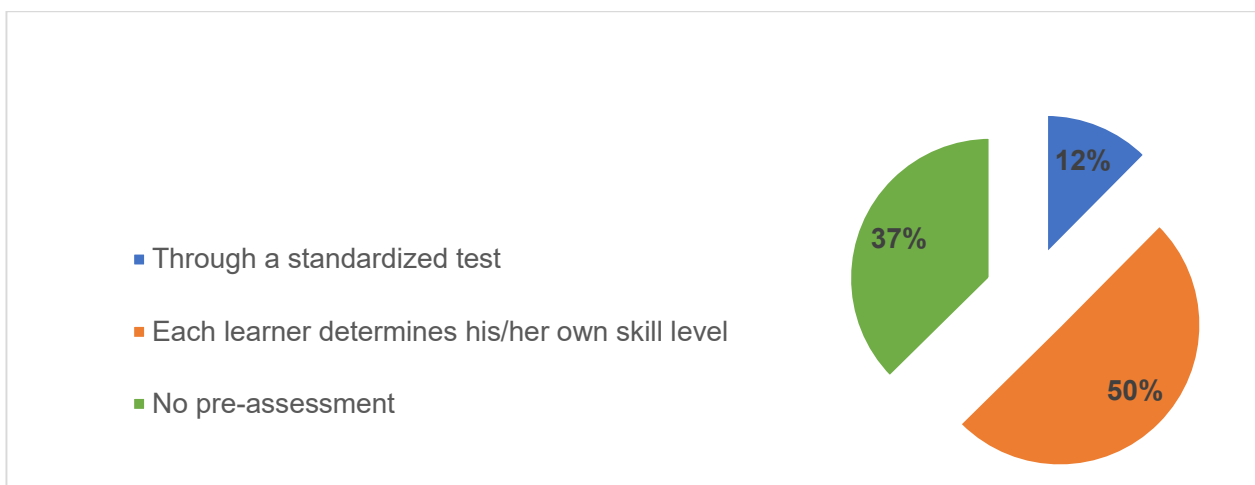 12%
37%
Through a standardized test
Each learner determines his/her own skill level
50%
No pre-assessment